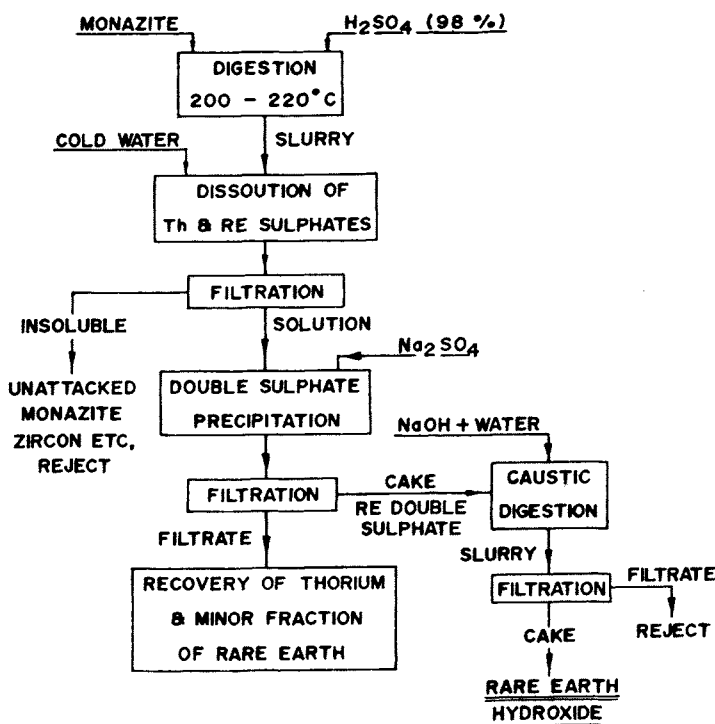 MONAZITE
H₂SO₄ (98 %)
DIGESTION
200 – 220°C
COLD WATER
SLURRY
DISSOUTION OF
Th & RE SULPHATES
FILTRATION
INSOLUBLE
SOLUTION
Na₂SO₄
UNATTACKED
MONAZITE
ZIRCON ETC,
REJECT
DOUBLE SULPHATE
PRECIPITATION
NaOH + WATER
FILTRATION
CAKE
RE DOUBLE
SULPHATE
CAUSTIC
DIGESTION
FILTRATE
SLURRY
RECOVERY OF THORIUM
& MINOR FRACTION
OF RARE EARTH
FILTRATION
FILTRATE
REJECT
CAKE
RARE EARTH
HYDROXIDE